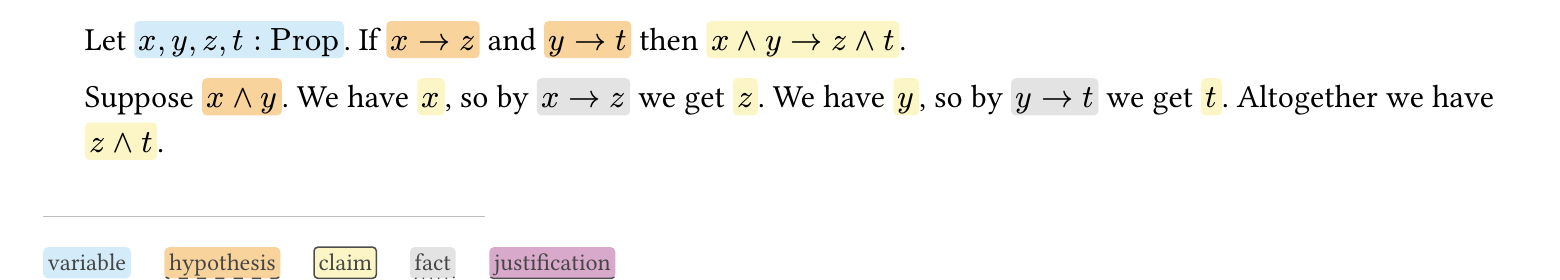 Let x, y, z, t : Prop. If x → z and y → t then x ∧ y → z ∧ t.
Suppose x ∧ y. We have x, so by x → z we get z. We have y, so by y → t we get t. Altogether we have
z ∧ t.
variable hypothesis claim fact justification